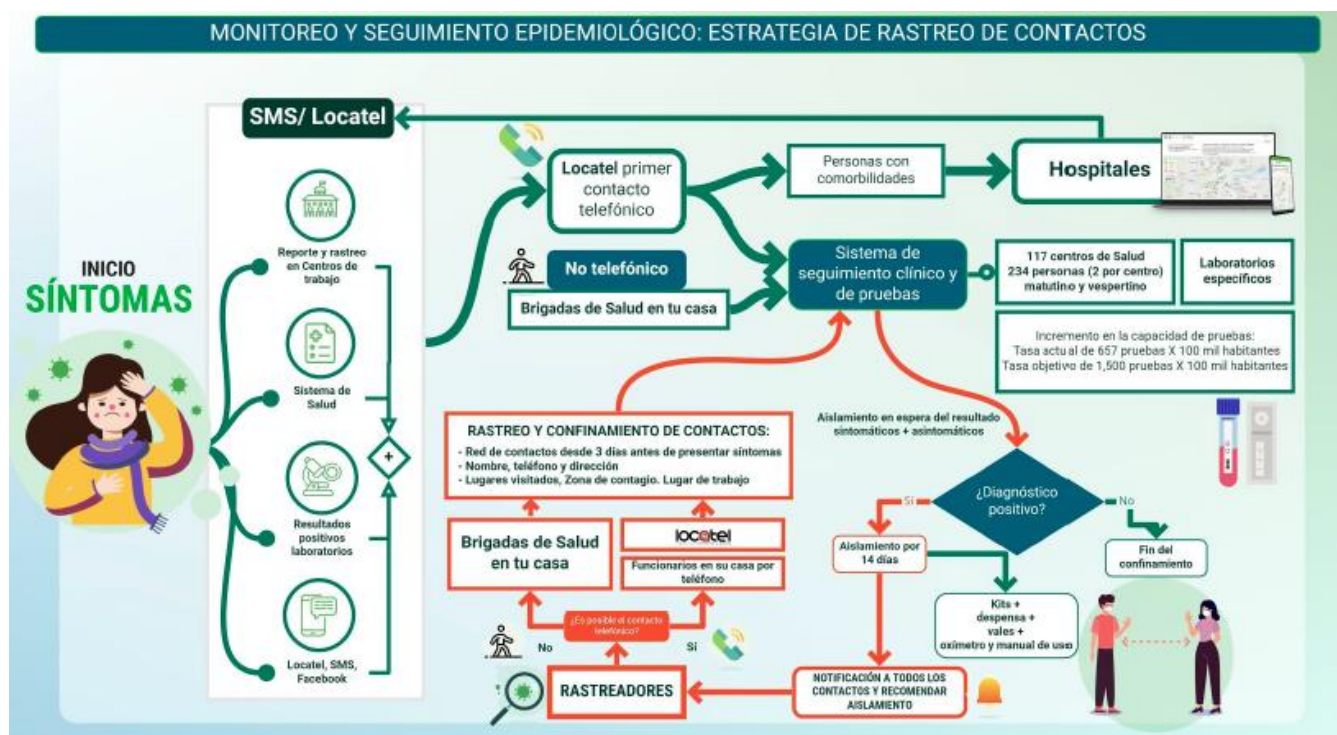 MONITOREO Y SEGUIMIENTO EPIDEMIOLÓGICO: ESTRATEGIA DE RASTREO DE CONTACTOS
INICIO
SÍNTOMAS
SMS/ Locatel
Reporte y rastreo
en Centros de
trabajo
Sistema de
Salud
Resultados
positivos
laboratorios
Locatel, SMS,
Facebook
+
Locatel primer
contacto
telefónico
No telefónico
Brigadas de Salud en tu casa
Personas con
comorbilidades
Hospitales
Sistema de
seguimiento clínico y
de pruebas
117 centros de Salud
234 personas (2 por centro)
matutino y vespertino
Laboratorios
específicos
Incremento en la capacidad de pruebas:
Tasa actual de 657 pruebas X 100 mil habitantes
Tasa objetivo de 1,500 pruebas X 100 mil habitantes
RASTREO Y CONFINAMIENTO DE CONTACTOS:
- Red de contactos desde 3 días antes de presentar síntomas
- Nombre, teléfono y dirección
- Lugares visitados, Zona de contagio. Lugar de trabajo
Brigadas de Salud
en tu casa
locatel
Funcionarios en su casa por
teléfono
¿Es posible el contacto
telefónico?
No
Sí
RASTREADORES
Aislamiento en espera del resultado
sintomáticos + asintomáticos
¿Diagnóstico
positivo?
Sí
No
Aislamiento por
14 días
Fin del
confinamiento
Kits +
despensa +
vales +
oxímetro y manual de uso
NOTIFICACIÓN A TODOS LOS
CONTACTOS Y RECOMENDAR
AISLAMIENTO